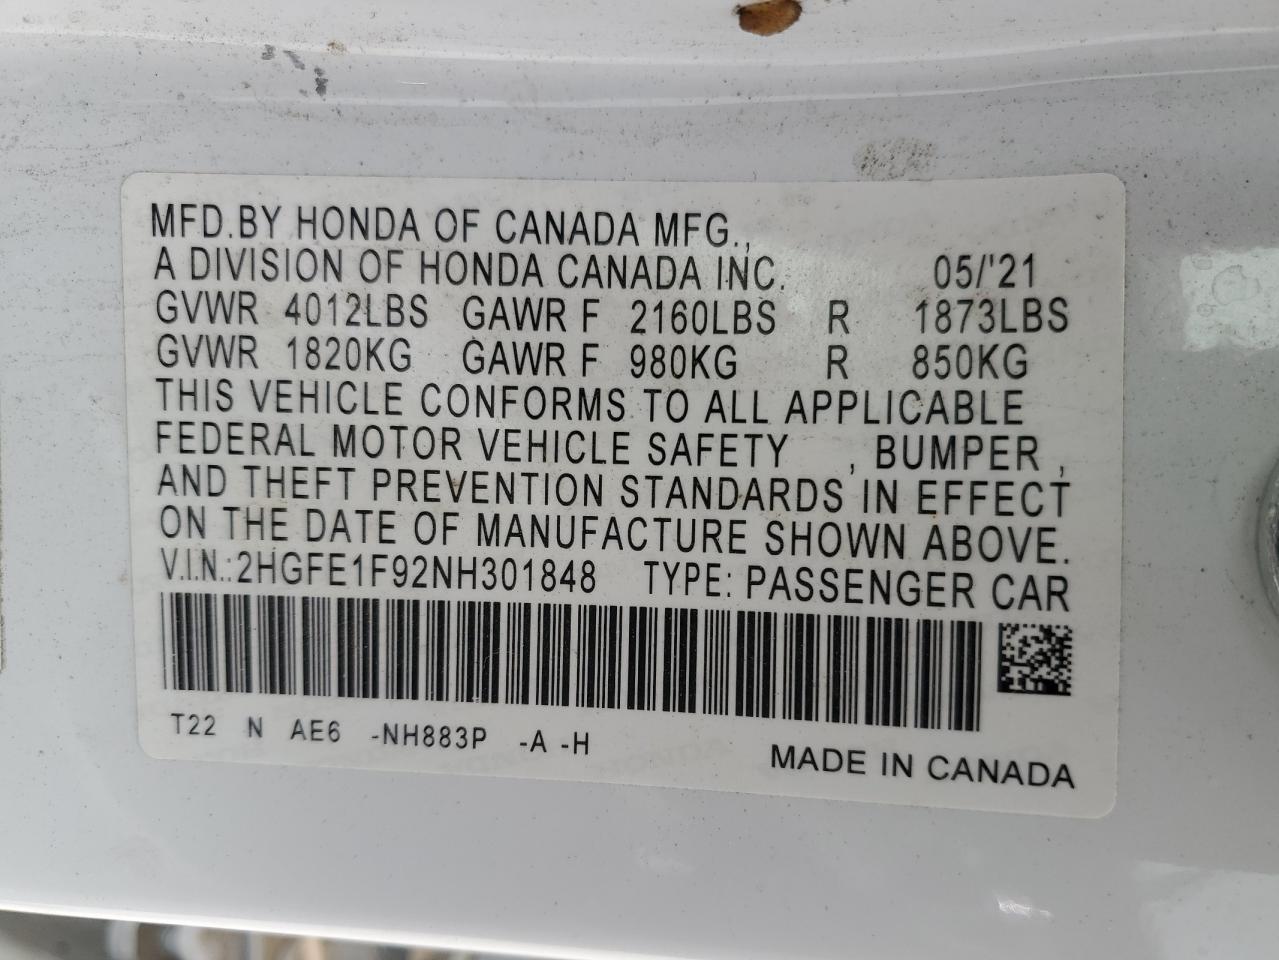 MFD.BY HONDA OF CANADA MFG.,
A DIVISION OF HONDA CANADA INC. 05/'21
GVWR 4012LBS GAWR F 2160LBS R 1873LBS
GVWR 1820KG GAWR F 980KG R 850KG
THIS VEHICLE CONFORMS TO ALL APPLICABLE
FEDERAL MOTOR VEHICLE SAFETY , BUMPER ,
AND THEFT PREVENTION STANDARDS IN EFFECT
ON THE DATE OF MANUFACTURE SHOWN ABOVE.
V.I.N.:2HGFE1F92NH301848 TYPE: PASSENGER CAR
T22 N AE6 -NH883P -A -H
MADE IN CANADA